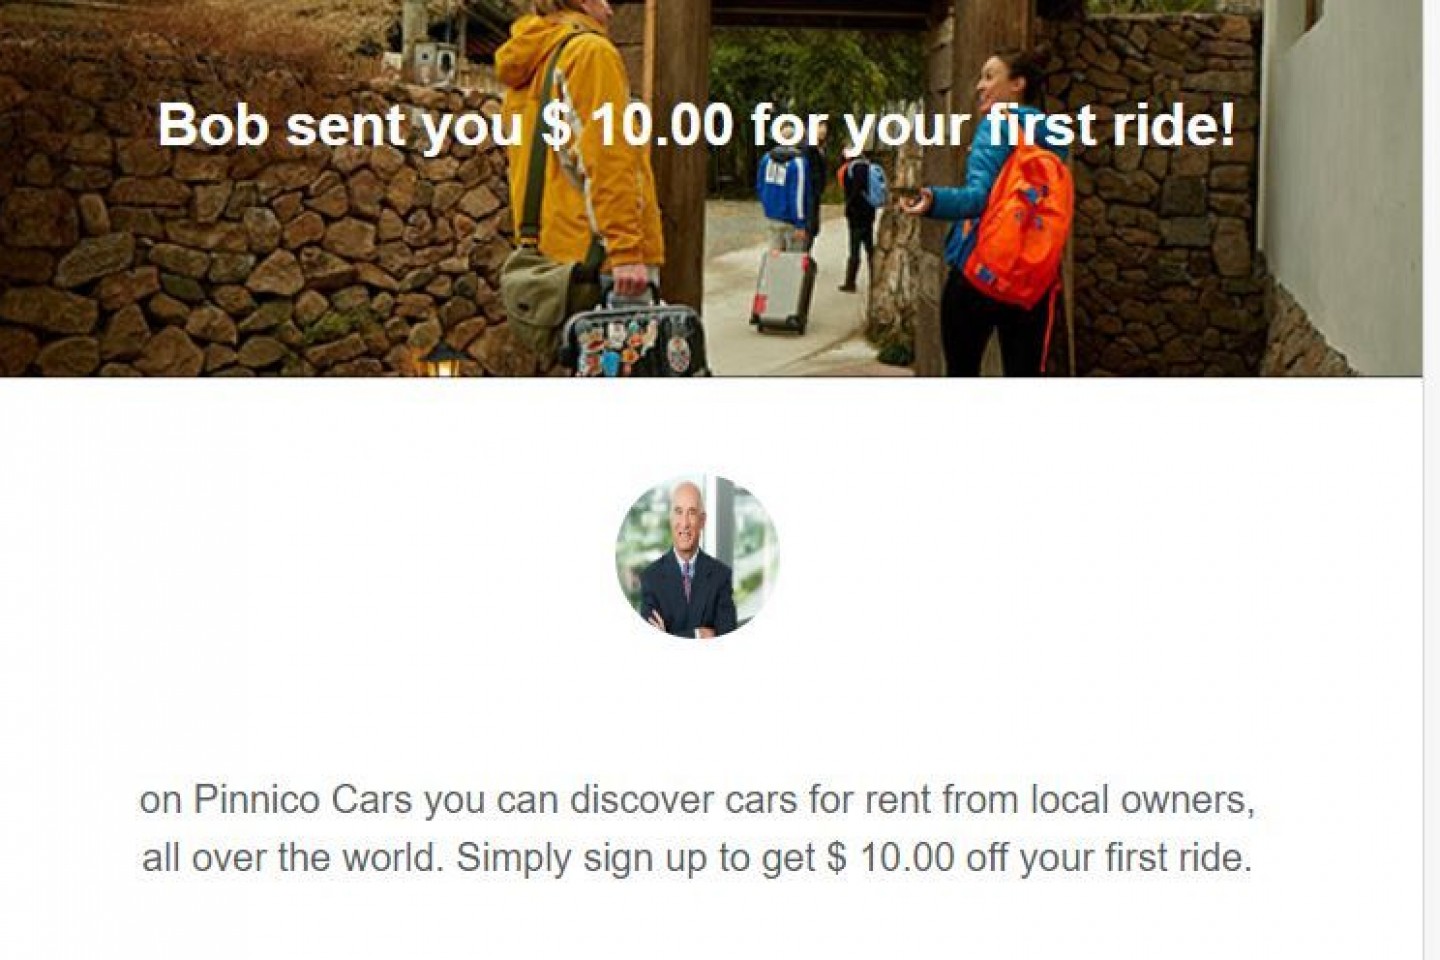 Bob sent you $ 10.00 for your first ride!
on Pinnico Cars you can discover cars for rent from local owners,
all over the world. Simply sign up to get $ 10.00 off your first ride.